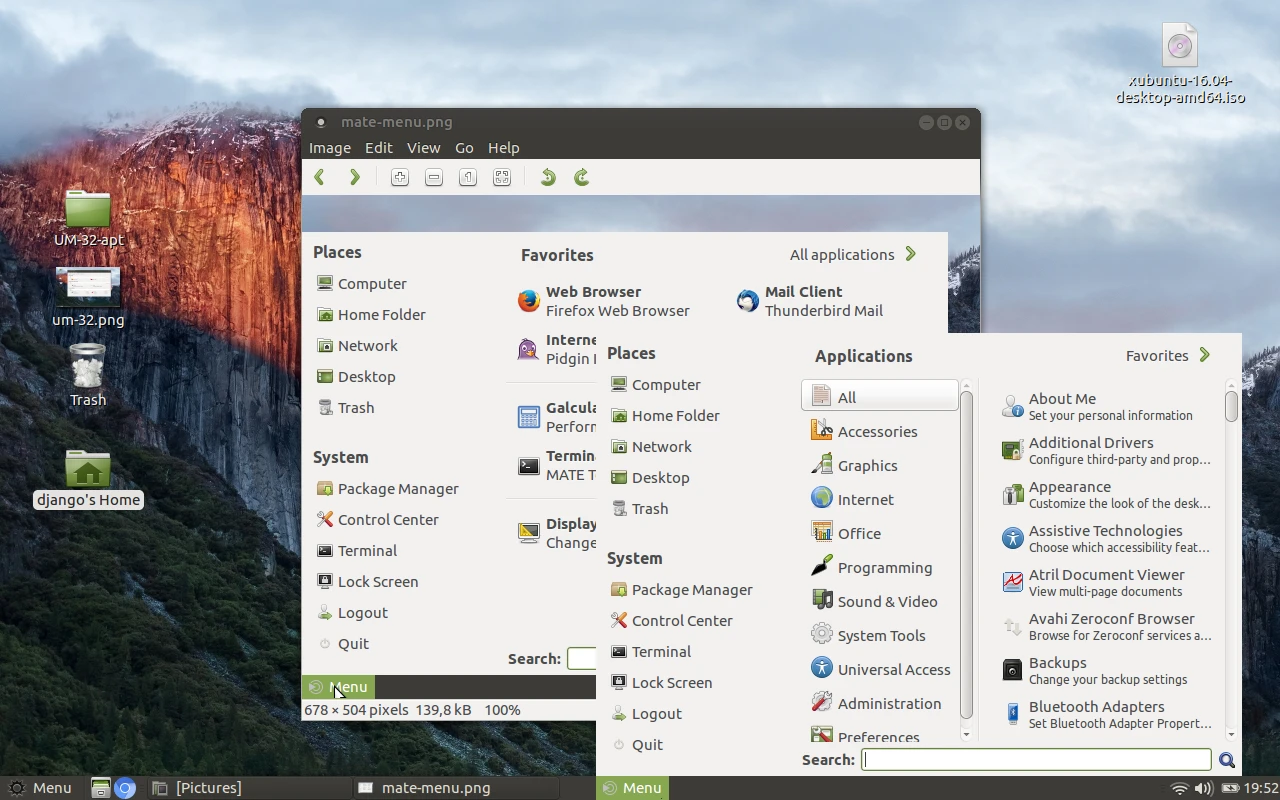 xubuntu-16.04-
desktop-amd64.iso
UM-32-apt
um-32.png
Trash
django's Home
mate-menu.png
Image Edit View Go Help
Places
Computer
Home Folder
Network
Desktop
Trash
System
Package Manager
Control Center
Terminal
Lock Screen
Logout
Quit
Favorites
All applications
Web Browser
Firefox Web Browser
Mail Client
Thunderbird Mail
Interne
Pidgin I
Galcula
Perforn
Termin
MATE T
Display
Change
Search:
Menu
678 × 504 pixels 139,8 kB 100%
Places
Computer
Home Folder
Network
Desktop
Trash
System
Package Manager
Control Center
Terminal
Lock Screen
Logout
Quit
Applications
Favorites
All
Accessories
Graphics
Internet
Office
Programming
Sound & Video
System Tools
Universal Access
Administration
Preferences
About Me
Set your personal information
Additional Drivers
Configure third-party and prop...
Appearance
Customize the look of the desk...
Assistive Technologies
Choose which accessibility feat...
Atril Document Viewer
View multi-page documents
Avahi Zeroconf Browser
Browse for Zeroconf services a...
Backups
Change your backup settings
Bluetooth Adapters
Set Bluetooth Adapter Propert...
Search:
Menu
[Pictures]
mate-menu.png
Menu
19:52